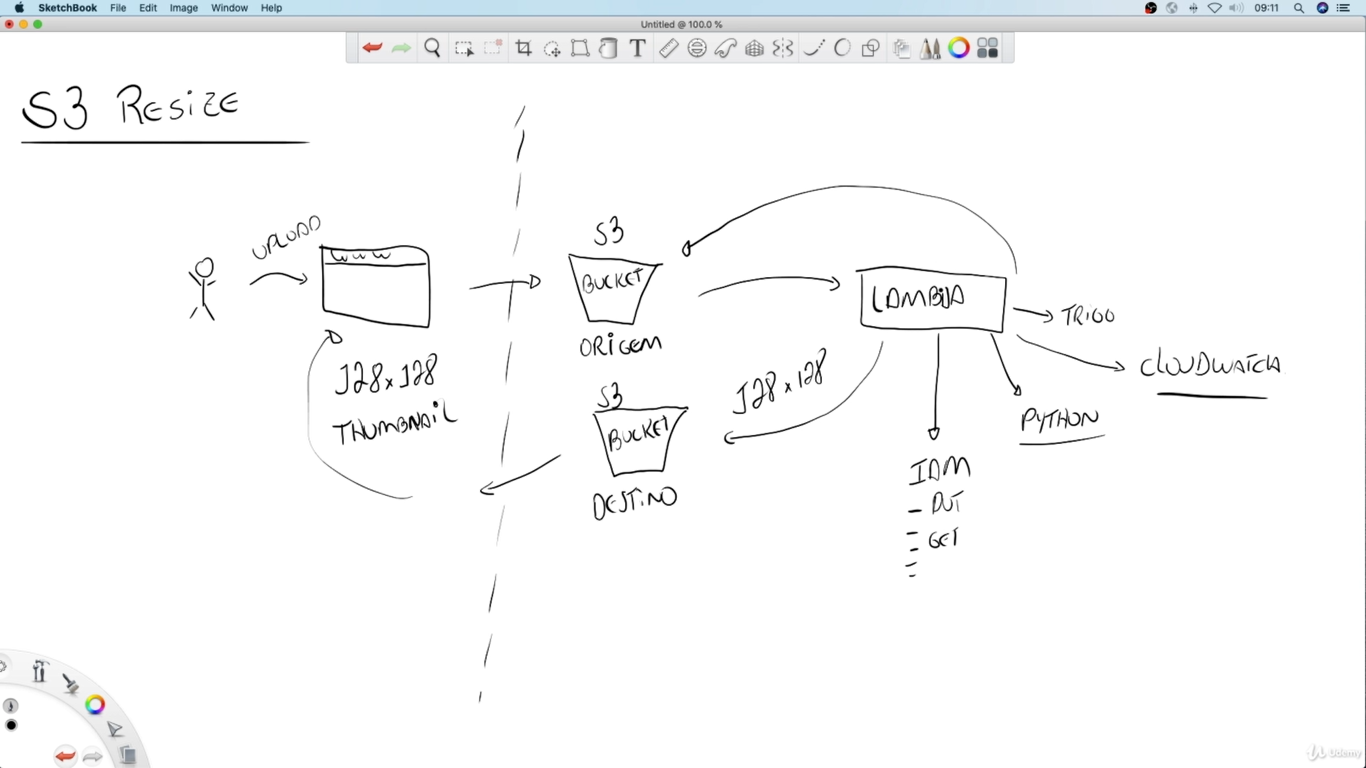 SketchBook File Edit Image Window Help
09:11
Untitled @ 100.0 %
T
S3 RESIZE
UPLOAD
WWW
S3
BUCKET
ORIGEM
LAMBDA
TRIGG
CLOUDWATCH
PYTHON
128x128
THUMBNAIL
128x128
S3
BUCKET
DESTINO
IAM
- PUT
- GET
Udemy